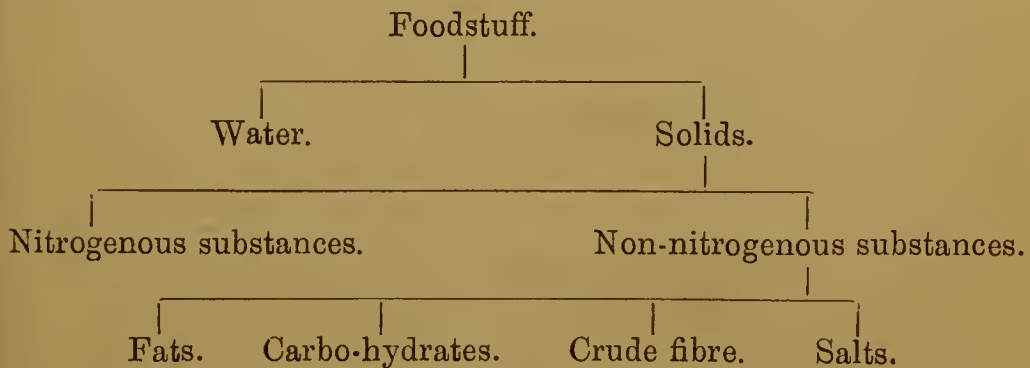 Foodstuff.
Water. Solids.
Nitrogenous substances. Non-nitrogenous substances.
Fats. Carbo-hydrates. Crude fibre. Salts.